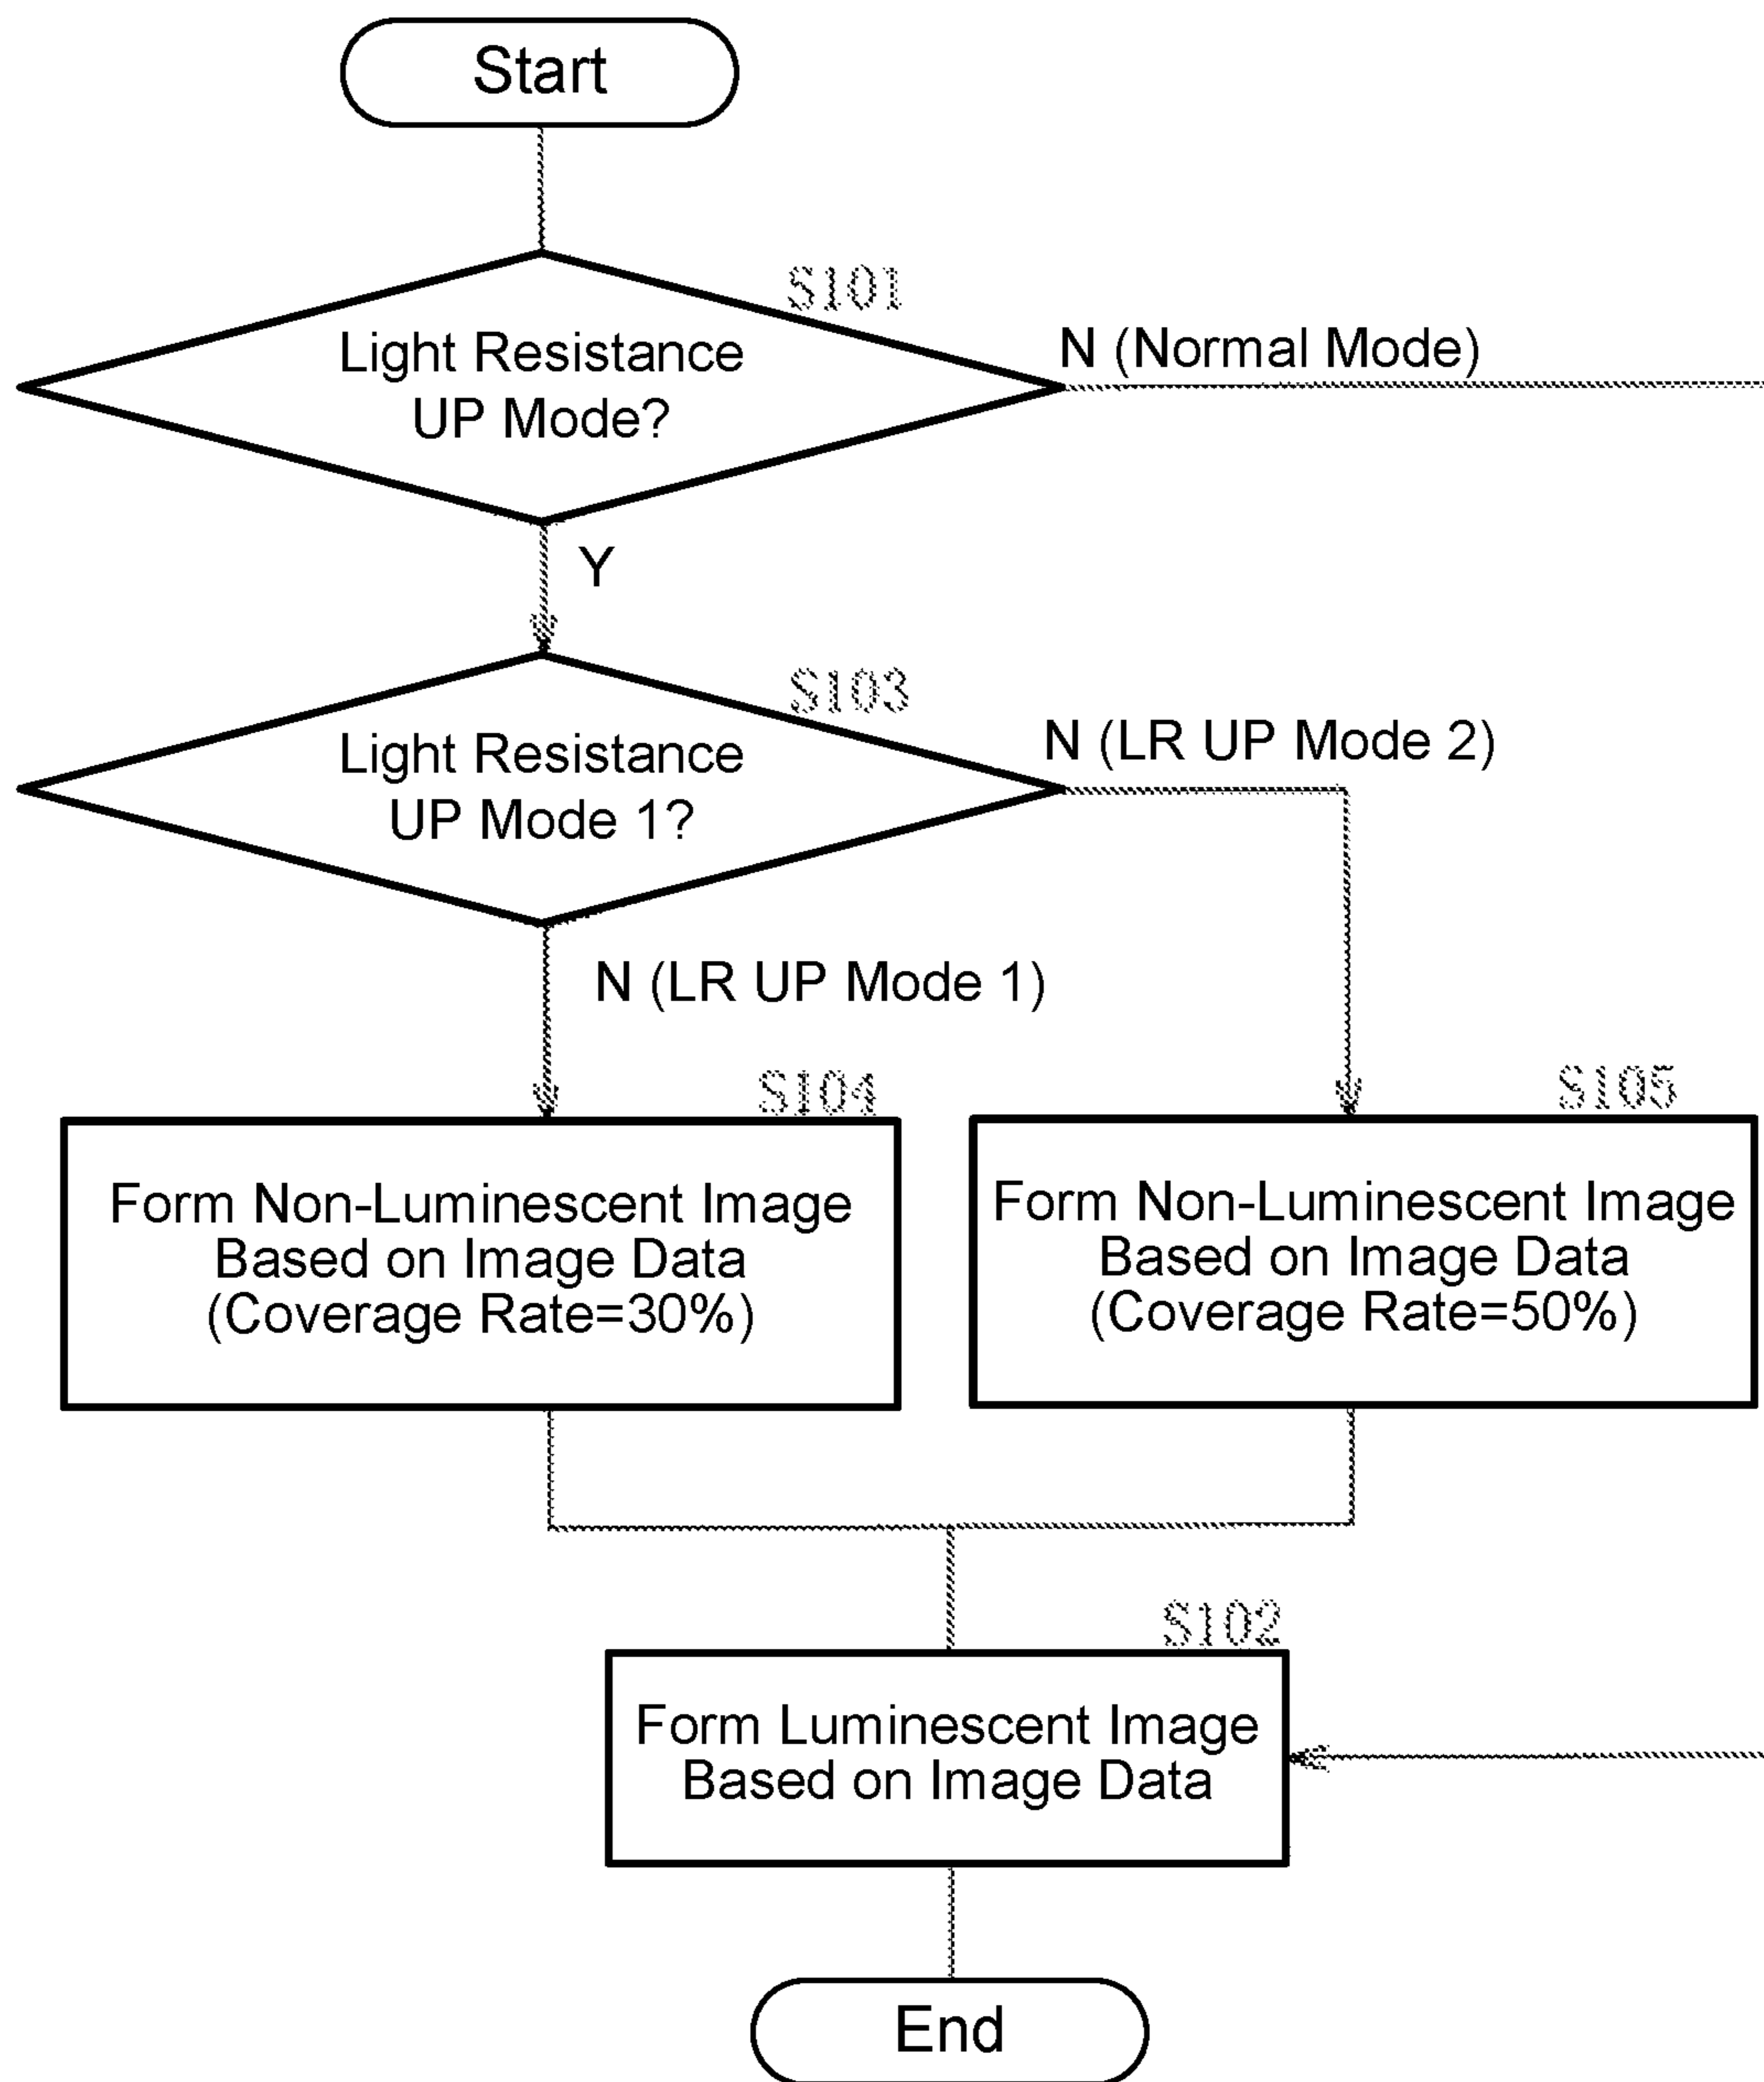 Start
S101
Light Resistance
UP Mode?
N (Normal Mode)
Y
S103
Light Resistance
UP Mode 1?
N (LR UP Mode 2)
N (LR UP Mode 1)
S104
Form Non-Luminescent Image
Based on Image Data
(Coverage Rate=30%)
S105
Form Non-Luminescent Image
Based on Image Data
(Coverage Rate=50%)
S102
Form Luminescent Image
Based on Image Data
End